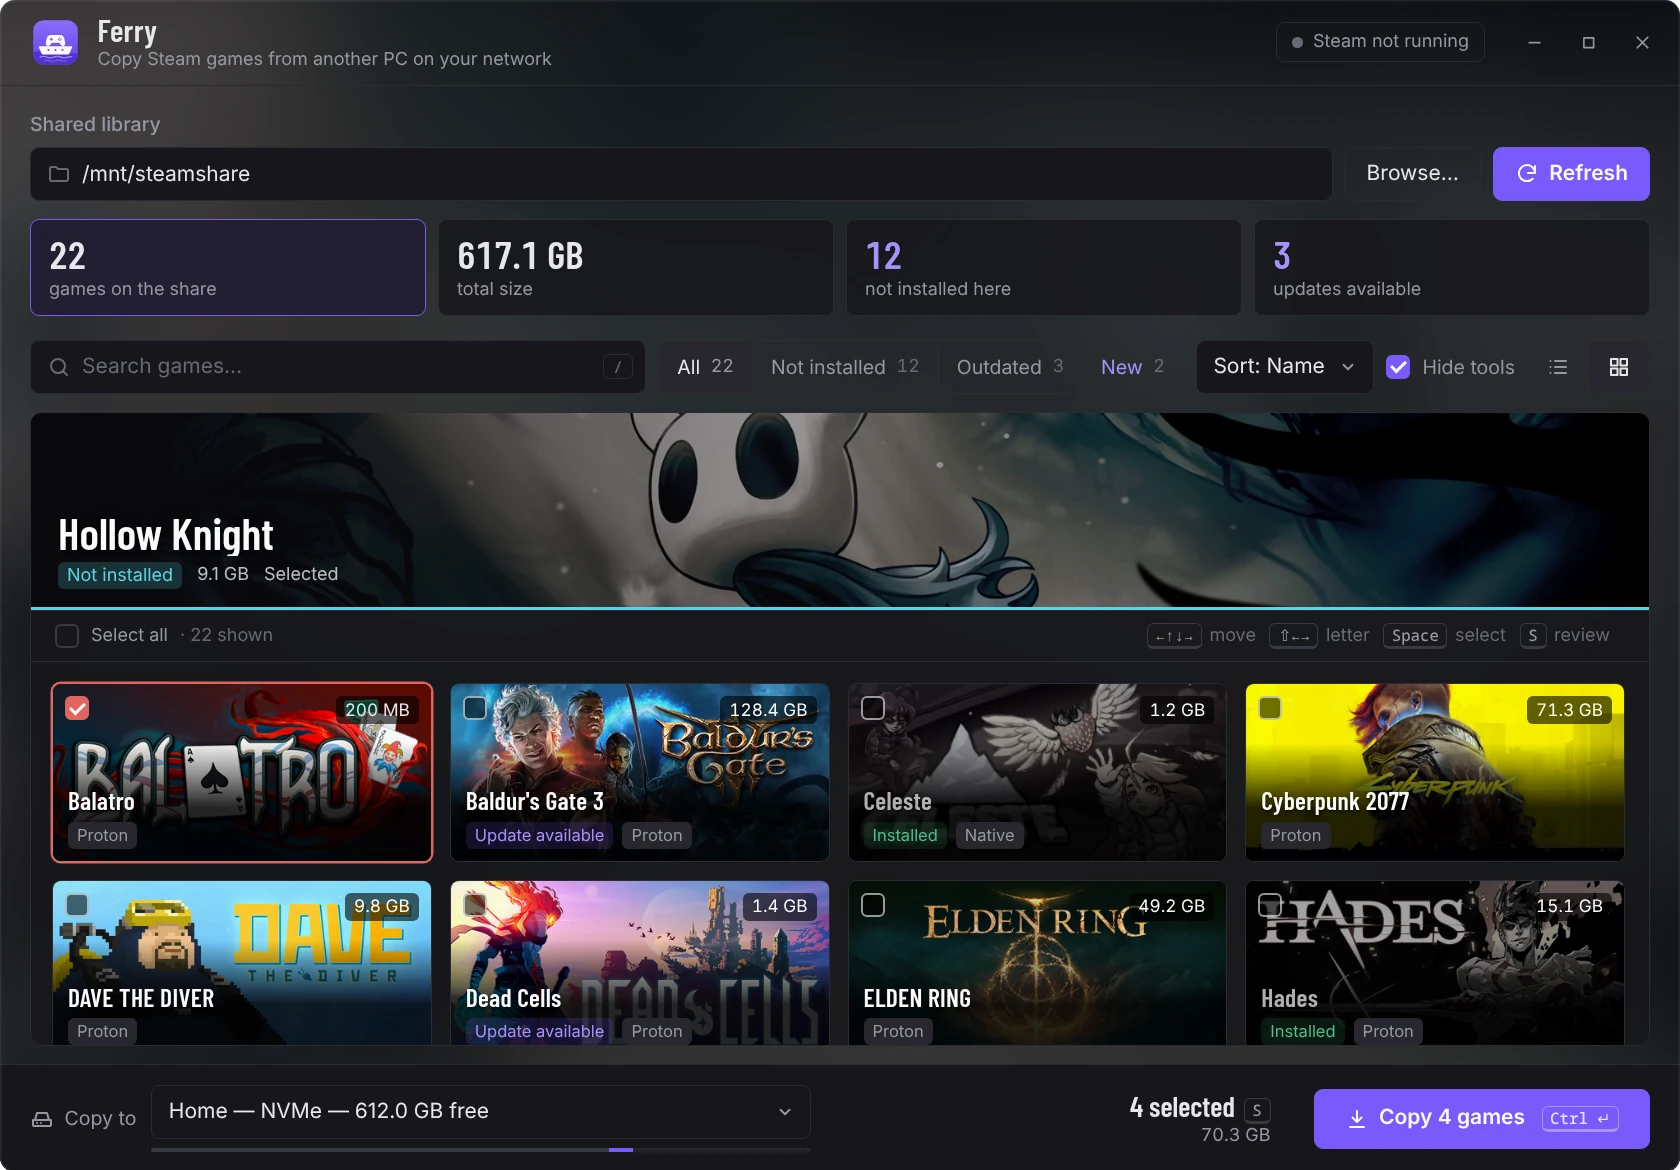 Ferry
Copy Steam games from another PC on your network
Steam not running
Shared library
/mnt/steamshare
Browse...
Refresh
22
games on the share
617.1 GB
total size
12
not installed here
3
updates available
Search games...
/
All 22
Not installed 12
Outdated 3
New 2
Sort: Name
Hide tools
Hollow Knight
Not installed 9.1 GB Selected
Select all · 22 shown
←↑↓→ move ⇧←→ letter Space select S review
200 MB
BALATRO
Balatro
Proton
128.4 GB
Baldur's Gate
Baldur's Gate 3
Update available Proton
1.2 GB
Celeste
Installed Native
71.3 GB
CYBERPUNK
Cyberpunk 2077
Proton
9.8 GB
DAVE
THE DIVER
DAVE THE DIVER
Proton
1.4 GB
DEAD CELLS
Dead Cells
Update available Proton
49.2 GB
ELDEN RING
ELDEN RING
Proton
15.1 GB
HADES
Hades
Installed Proton
Copy to
Home — NVMe — 612.0 GB free
4 selected S
70.3 GB
Copy 4 games Ctrl ↵